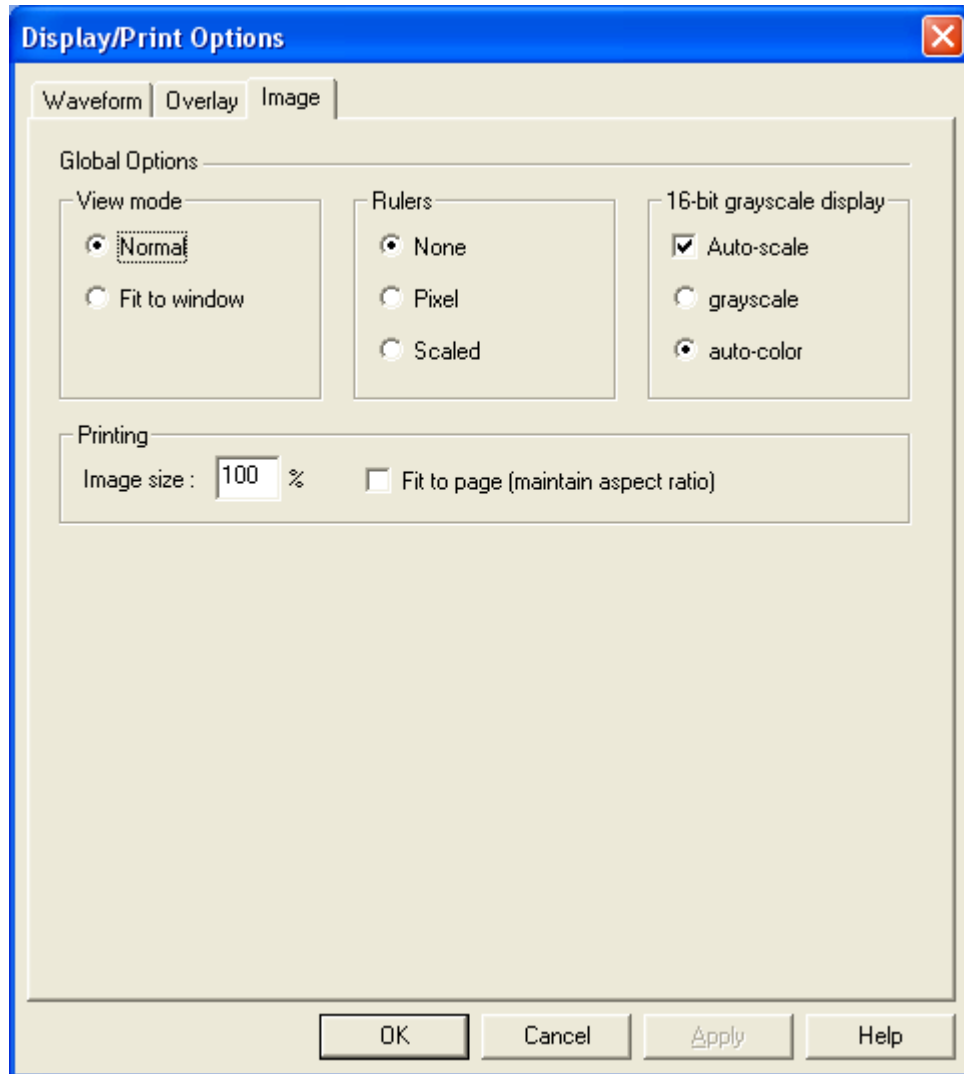 Display/Print Options
Waveform Overlay Image
Global Options
View mode Rulers 16-bit grayscale display
Normal None Auto-scale
Fit to window Pixel grayscale
Scaled auto-color
Printing
Image size : 100 % Fit to page (maintain aspect ratio)
OK Cancel Apply Help